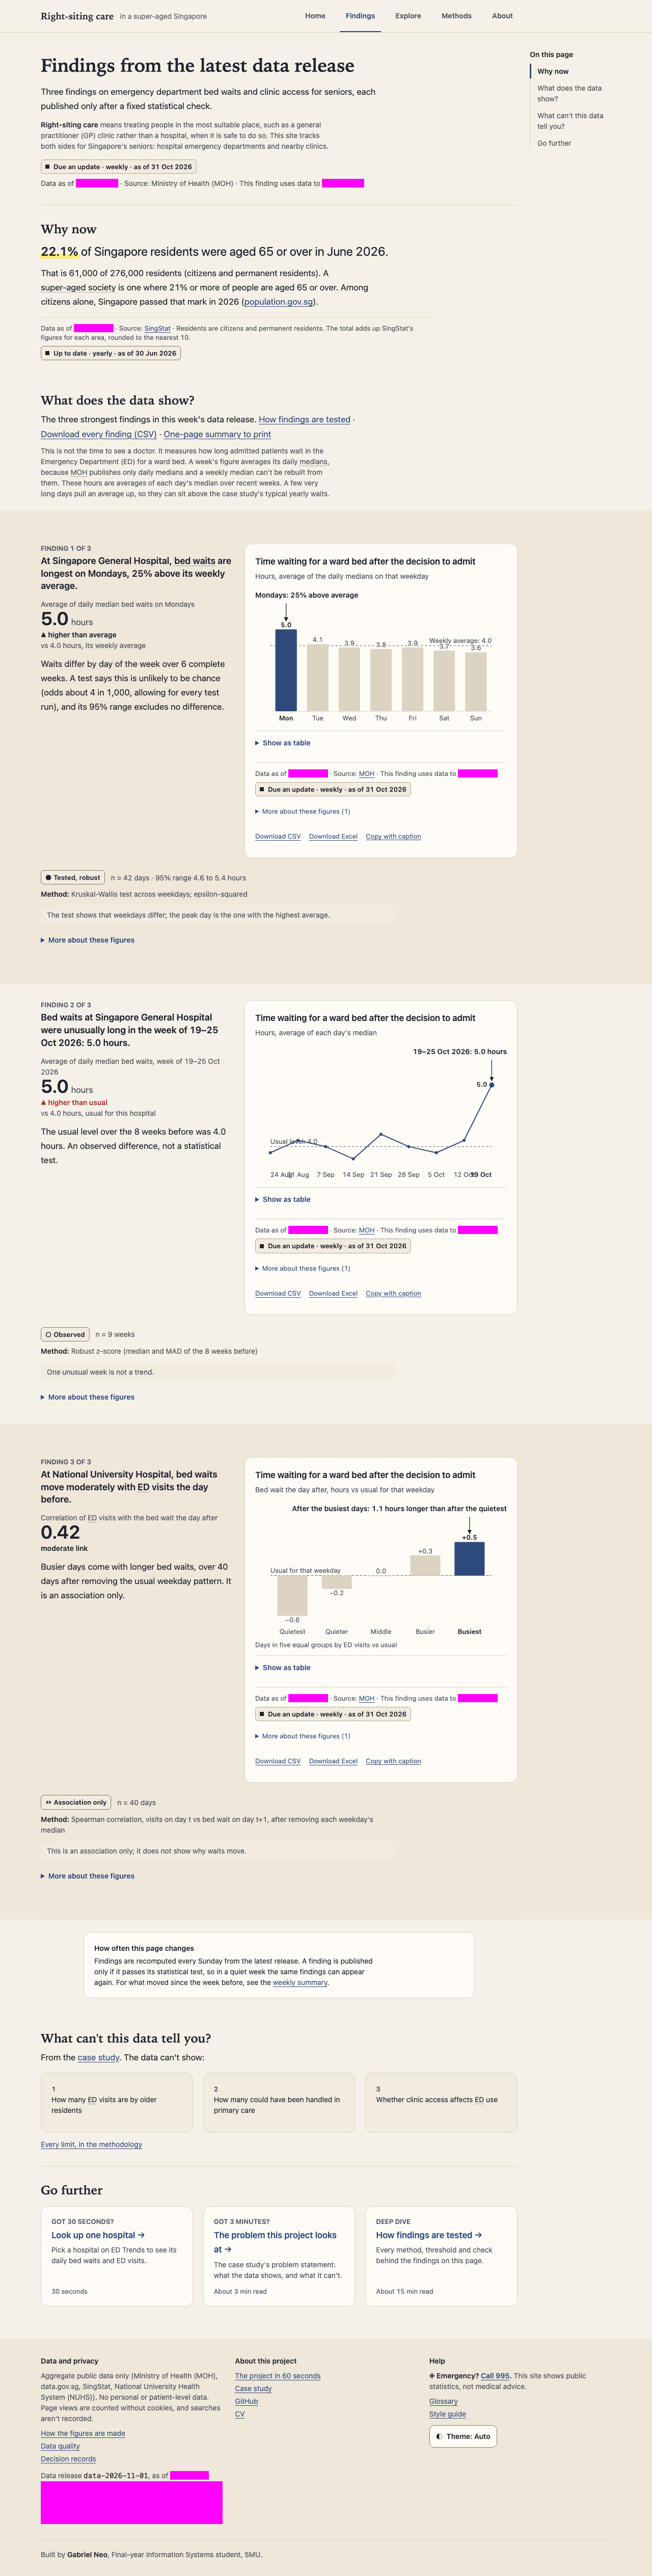 Right-siting care in a super-aged Singapore
Home Findings Explore Methods About
Findings from the latest data release
Three findings on emergency department bed waits and clinic access for seniors, each
published only after a fixed statistical check.
Right-siting care means treating people in the most suitable place, such as a general
practitioner (GP) clinic rather than a hospital, when it is safe to do so. This site tracks
both sides for Singapore's seniors: hospital emergency departments and nearby clinics.
Due an update · weekly · as of 31 Oct 2026
Data as of · Source: Ministry of Health (MOH) · This finding uses data to
On this page
Why now
What does the data
show?
What can't this data
tell you?
Go further
Why now
22.1% of Singapore residents were aged 65 or over in June 2026.
That is 61,000 of 276,000 residents (citizens and permanent residents). A
super-aged society is one where 21% or more of people are aged 65 or over. Among
citizens alone, Singapore passed that mark in 2026 (population.gov.sg).
Data as of · Source: SingStat · Residents are citizens and permanent residents. The total adds up SingStat's
figures for each area, rounded to the nearest 10.
Up to date · yearly · as of 30 Jun 2026
What does the data show?
The three strongest findings in this week's data release. How findings are tested ·
Download every finding (CSV) · One-page summary to print
This is not the time to see a doctor. It measures how long admitted patients wait in the
Emergency Department (ED) for a ward bed. A week's figure averages its daily medians,
because MOH publishes only daily medians and a weekly median can't be rebuilt from
them. These hours are averages of each day's median over recent weeks. A few very
long days pull an average up, so they can sit above the case study's typical yearly waits.
FINDING 1 OF 3
At Singapore General Hospital, bed waits are
longest on Mondays, 25% above its weekly
average.
Average of daily median bed waits on Mondays
5.0 hours
▲ higher than average
vs 4.0 hours, its weekly average
Waits differ by day of the week over 6 complete
weeks. A test says this is unlikely to be chance
(odds about 4 in 1,000, allowing for every test
run), and its 95% range excludes no difference.
Time waiting for a ward bed after the decision to admit
Hours, average of the daily medians on that weekday
Mondays: 25% above average
Weekly average: 4.0
5.0 4.1 3.9 3.8 3.9 3.7 3.6
Mon Tue Wed Thu Fri Sat Sun
Show as table
Data as of · Source: MOH · This finding uses data to
Due an update · weekly · as of 31 Oct 2026
More about these figures (1)
Download CSV Download Excel Copy with caption
Tested, robust n = 42 days · 95% range 4.6 to 5.4 hours
Method: Kruskal-Wallis test across weekdays; epsilon-squared
The test shows that weekdays differ; the peak day is the one with the highest average.
More about these figures
FINDING 2 OF 3
Bed waits at Singapore General Hospital
were unusually long in the week of 19–25
Oct 2026: 5.0 hours.
Average of daily median bed waits, week of 19–25 Oct
2026
5.0 hours
▲ higher than usual
vs 4.0 hours, usual for this hospital
The usual level over the 8 weeks before was 4.0
hours. An observed difference, not a statistical
test.
Time waiting for a ward bed after the decision to admit
Hours, average of each day's median
19–25 Oct 2026: 5.0 hours
5.0
Usual level 4.0
24 Aug 31 Aug 7 Sep 14 Sep 21 Sep 28 Sep 5 Oct 12 Oct 19 Oct
Show as table
Data as of · Source: MOH · This finding uses data to
Due an update · weekly · as of 31 Oct 2026
More about these figures (1)
Download CSV Download Excel Copy with caption
Observed n = 9 weeks
Method: Robust z-score (median and MAD of the 8 weeks before)
One unusual week is not a trend.
More about these figures
FINDING 3 OF 3
At National University Hospital, bed waits
move moderately with ED visits the day
before.
Correlation of ED visits with the bed wait the day after
0.42
moderate link
Busier days come with longer bed waits, over 40
days after removing the usual weekday pattern. It
is an association only.
Time waiting for a ward bed after the decision to admit
Bed wait the day after, hours vs usual for that weekday
After the busiest days: 1.1 hours longer than after the quietest
Usual for that weekday
−0.6 −0.2 0.0 +0.3 +0.5
Quietest Quieter Middle Busier Busiest
Days in five equal groups by ED visits vs usual
Show as table
Data as of · Source: MOH · This finding uses data to
Due an update · weekly · as of 31 Oct 2026
More about these figures (1)
Download CSV Download Excel Copy with caption
Association only n = 40 days
Method: Spearman correlation, visits on day t vs bed wait on day t+1, after removing each weekday's
median
This is an association only; it does not show why waits move.
More about these figures
How often this page changes
Findings are recomputed every Sunday from the latest release. A finding is published
only if it passes its statistical test, so in a quiet week the same findings can appear
again. For what moved since the week before, see the weekly summary.
What can't this data tell you?
From the case study. The data can't show:
1
How many ED visits are by older
residents
2
How many could have been handled in
primary care
3
Whether clinic access affects ED use
Every limit, in the methodology
Go further
GOT 30 SECONDS?
Look up one hospital →
Pick a hospital on ED Trends to see its
daily bed waits and ED visits.
30 seconds
GOT 3 MINUTES?
The problem this project looks
at →
The case study's problem statement:
what the data shows, and what it can't.
About 3 min read
DEEP DIVE
How findings are tested →
Every method, threshold and check
behind the findings on this page.
About 15 min read
Data and privacy
Aggregate public data only (Ministry of Health (MOH),
data.gov.sg, SingStat, National University Health
System (NUHS)). No personal or patient-level data.
Page views are counted without cookies, and searches
aren't recorded.
How the figures are made
Data quality
Decision records
Data release data-2026-11-01, as of
About this project
The project in 60 seconds
Case study
GitHub
CV
Help
Emergency? Call 995. This site shows public
statistics, not medical advice.
Glossary
Style guide
Theme: Auto
Built by Gabriel Neo, Final-year Information Systems student, SMU.